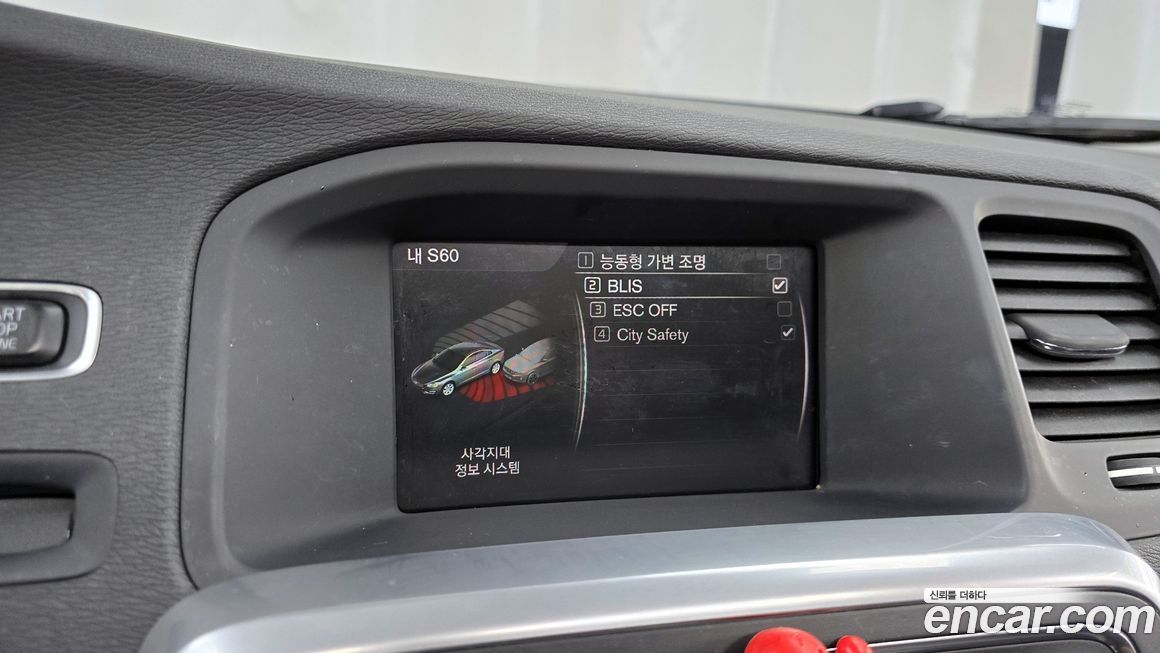 내 S60
1 능동형 가변 조명
2 BLIS
3 ESC OFF
4 City Safety
사각지대
정보 시스템
신뢰를 더하다
encar.com